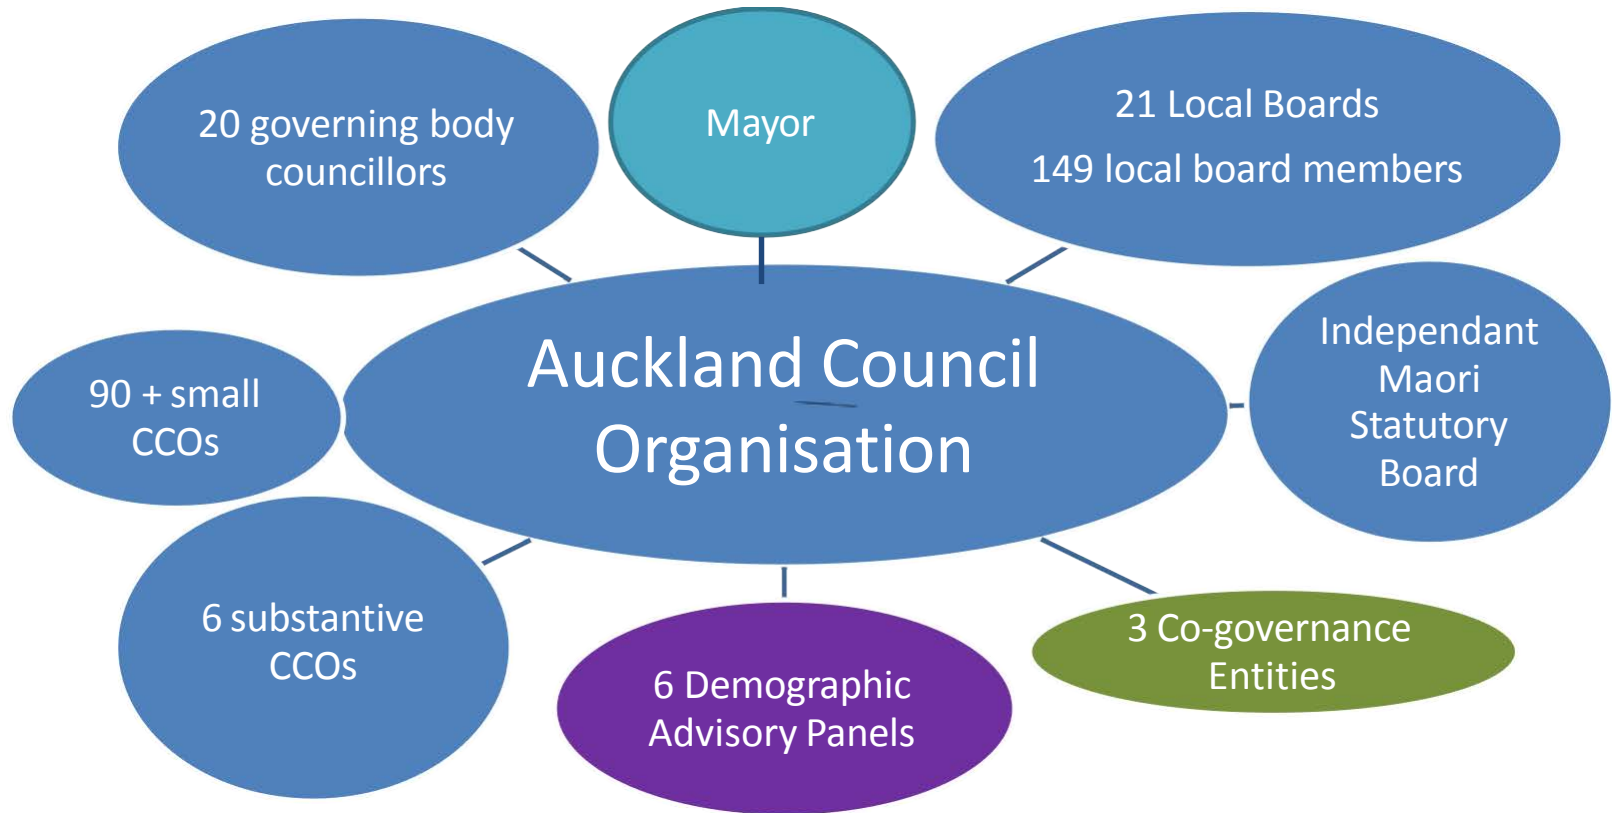 20 governing body
councillors
Mayor
21 Local Boards
149 local board members
Independant
Maori
Statutory
Board
Auckland Council
Organisation
90 + small
CCOs
6 substantive
CCOs
6 Demographic
Advisory Panels
3 Co-governance
Entities